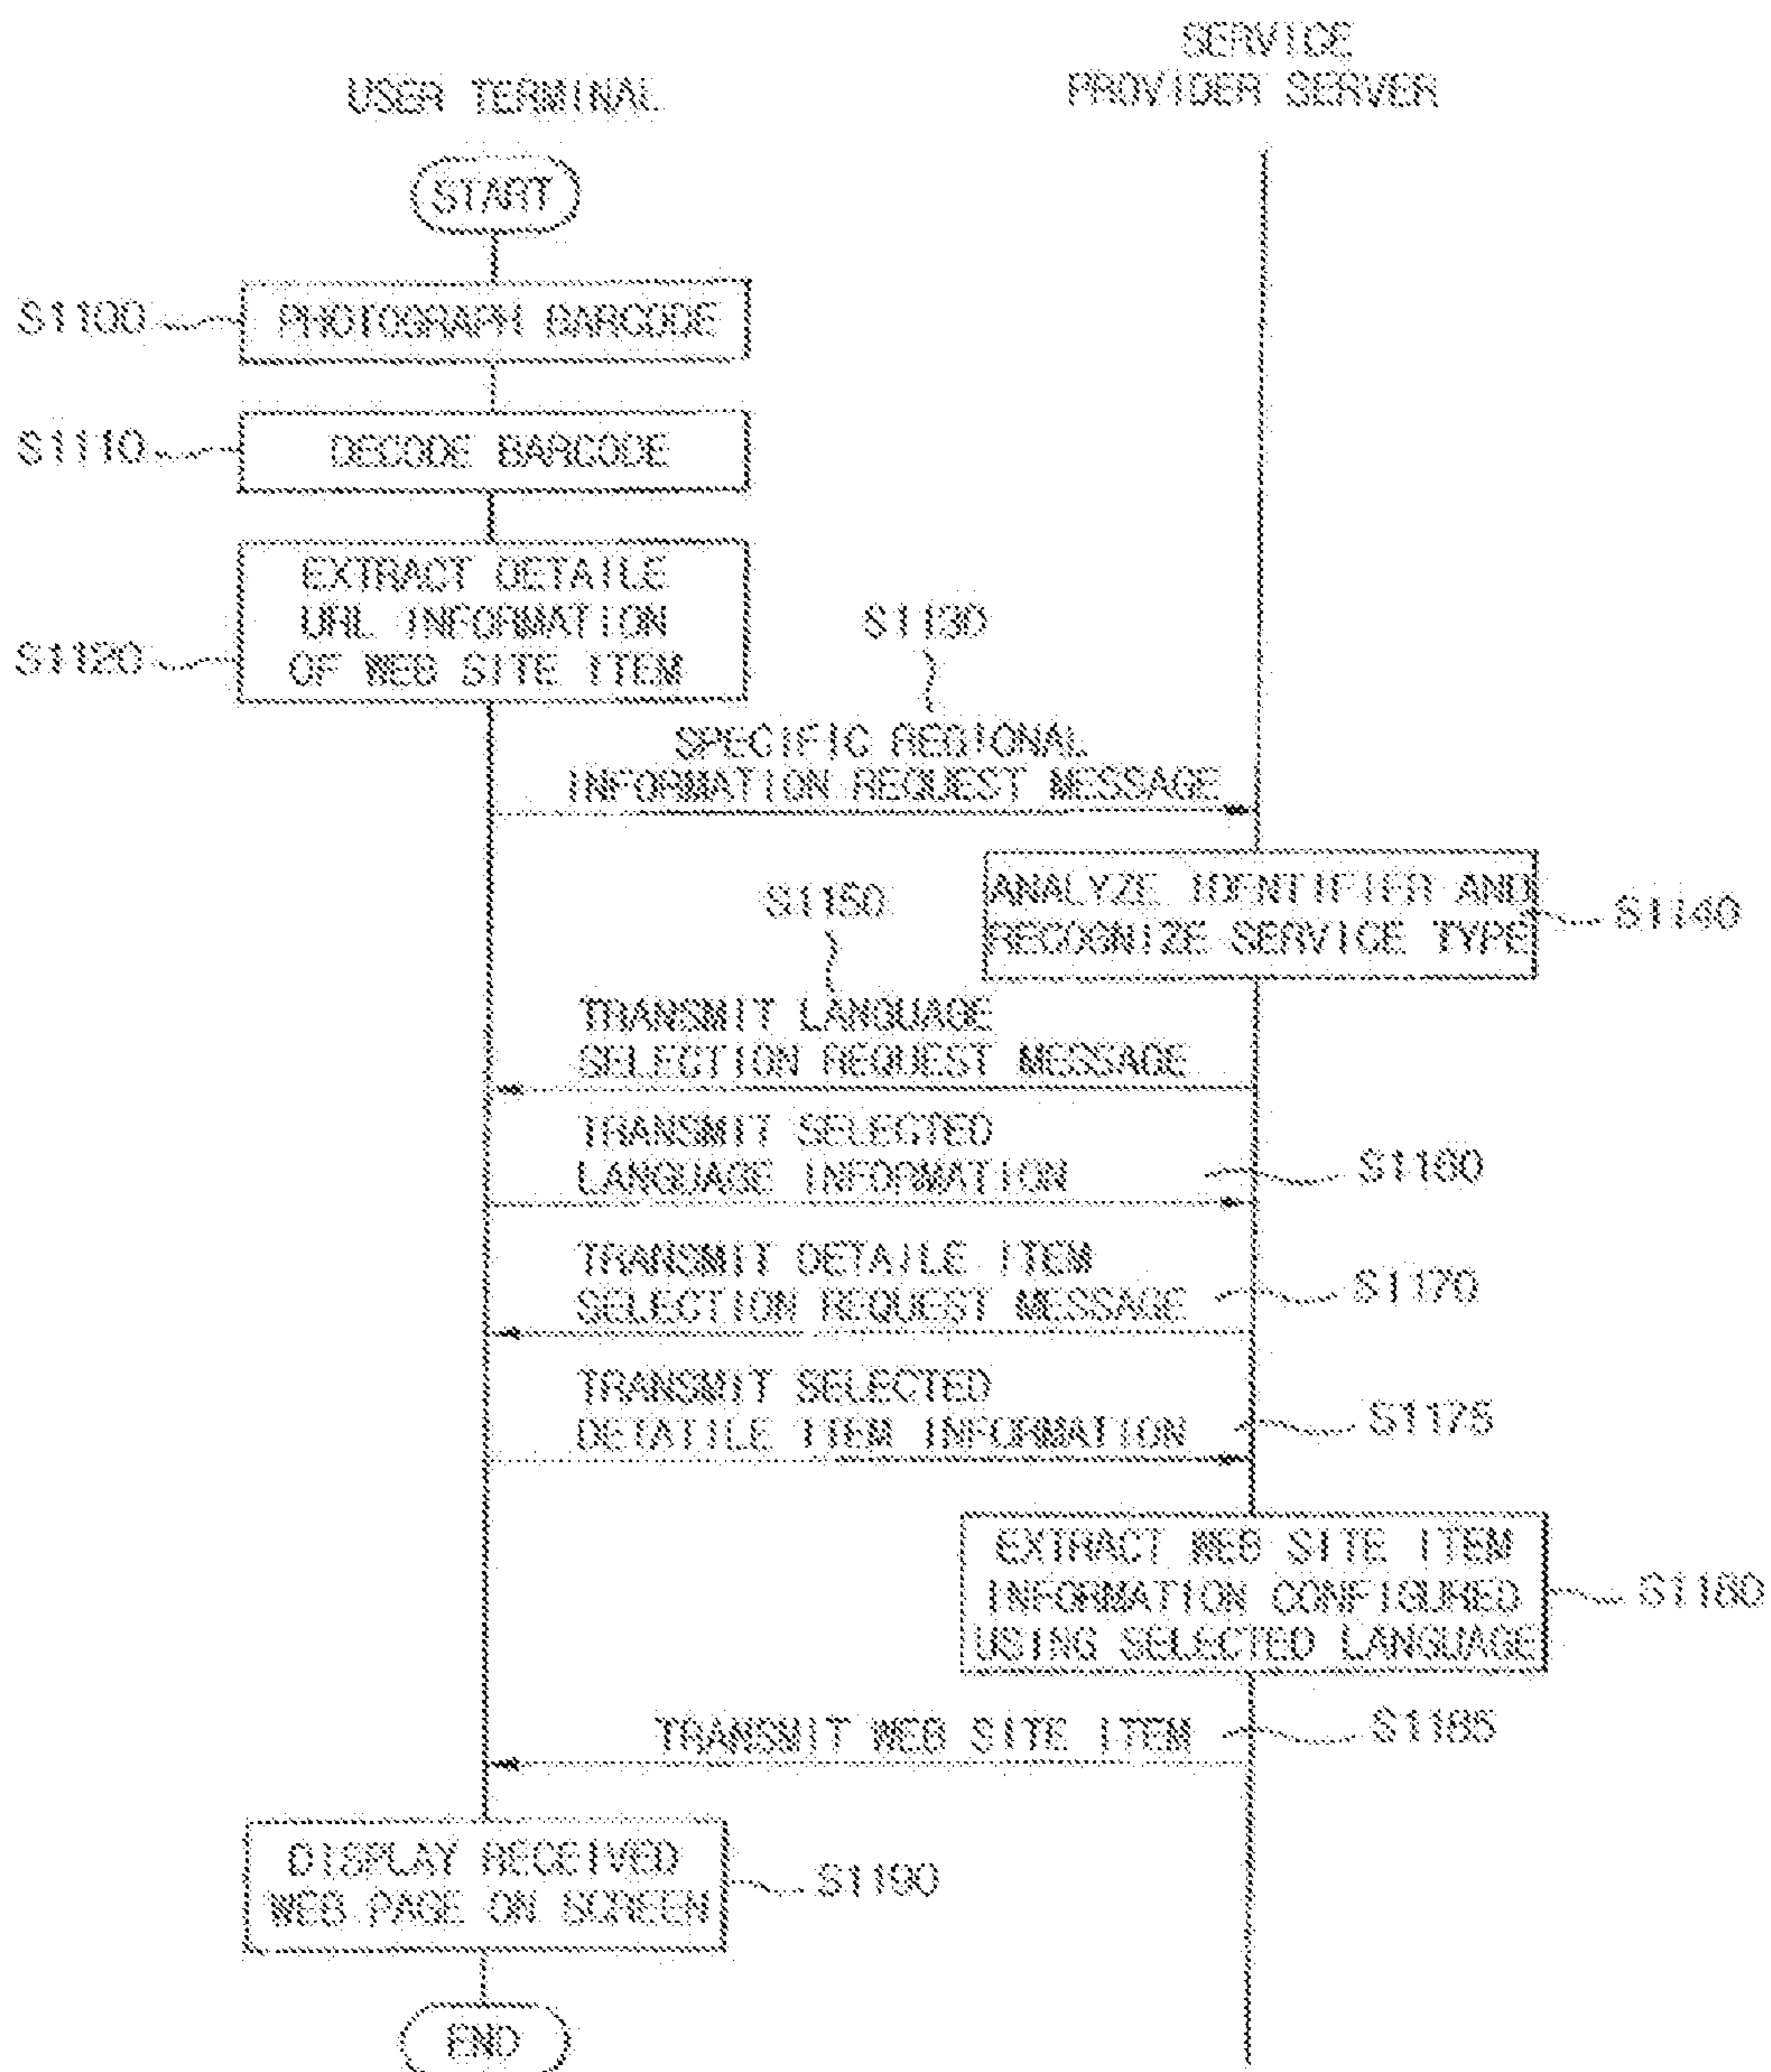 SERVICE
PROVIDER SERVER
USER TERMINAL
START
S1100
PHOTOGRAPH BARCODE
S1110
DECODE BARCODE
EXTRACT DETAILE
URL INFORMATION
OF WEB SITE ITEM
S1120
S1130
SPECIFIC REGIONAL
INFORMATION REQUEST MESSAGE
ANALYZE IDENTIFIER AND
RECOGNIZE SERVICE TYPE
S1140
S1150
TRANSMIT LANGUAGE
SELECTION REQUEST MESSAGE
TRANSMIT SELECTED
LANGUAGE INFORMATION
S1160
TRANSMIT DETAILE ITEM
SELECTION REQUEST MESSAGE
S1170
TRANSMIT SELECTED
DETATILE ITEM INFORMATION
S1175
EXTRACT WEB SITE ITEM
INFORMATION CONFIGURED
USING SELECTED LANGUAGE
S1180
TRANSMIT WEB SITE ITEM
S1185
DISPLAY RECEIVED
WEB PAGE ON SCREEN
S1190
END